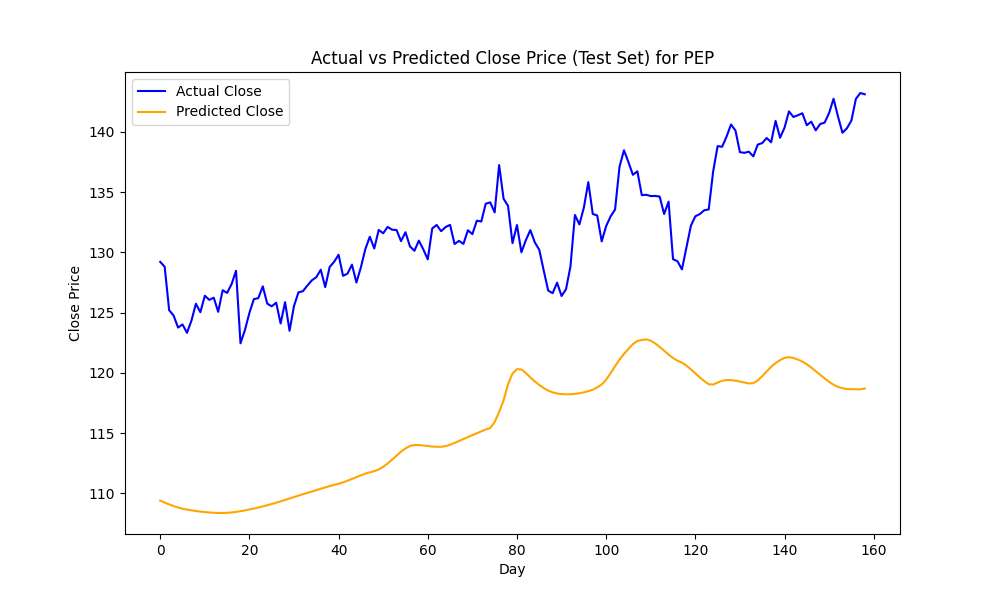 Actual vs Predicted Close Price (Test Set) for PEP
Actual Close
Predicted Close
Close Price
140
135
130
125
120
115
110
0 20 40 60 80 100 120 140 160
Day